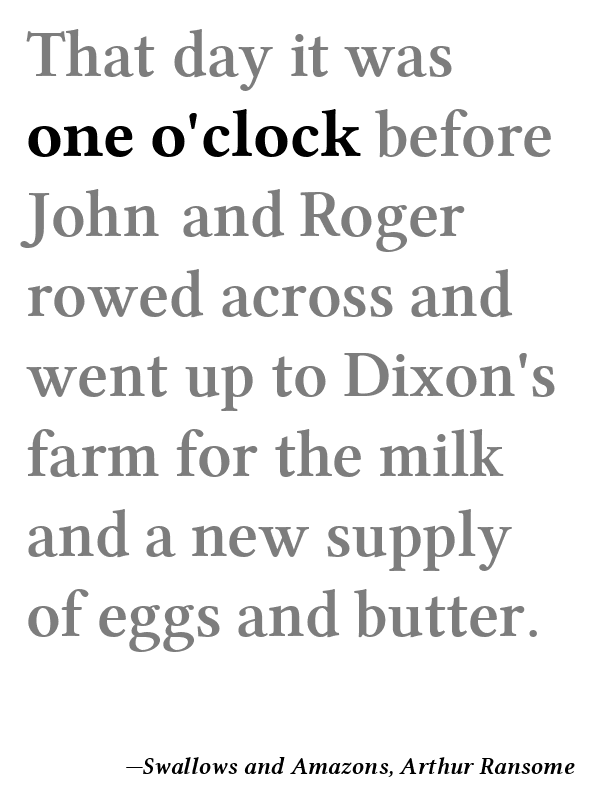 That day it was
one o'clock before
John and Roger
rowed across and
went up to Dixon's
farm for the milk
and a new supply
of eggs and butter.
—Swallows and Amazons, Arthur Ransome